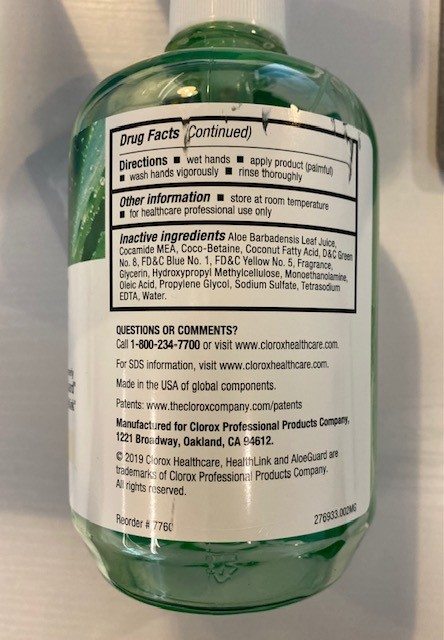 Drug Facts (Continued)
Directions ■ wet hands ■ apply product (palmful)
■ wash hands vigorously ■ rinse thoroughly
Other information ■ store at room temperature
■ for healthcare professional use only
Inactive ingredients Aloe Barbadensis Leaf Juice,
Cocamide MEA, Coco-Betaine, Coconut Fatty Acid, D&C Green
No. 8, FD&C Blue No. 1, FD&C Yellow No. 5, Fragrance,
Glycerin, Hydroxypropyl Methylcellulose, Monoethanolamine,
Oleic Acid, Propylene Glycol, Sodium Sulfate, Tetrasodium
EDTA, Water.
QUESTIONS OR COMMENTS?
Call 1-800-234-7700 or visit www.cloroxhealthcare.com.
For SDS information, visit www.cloroxhealthcare.com.
Made in the USA of global components.
Patents: www.thecloroxcompany.com/patents
Manufactured for Clorox Professional Products Company,
1221 Broadway, Oakland, CA 94612.
© 2019 Clorox Healthcare, HealthLink and AloeGuard are
trademarks of Clorox Professional Products Company.
All rights reserved.
Reorder # 7760
276933.002MG